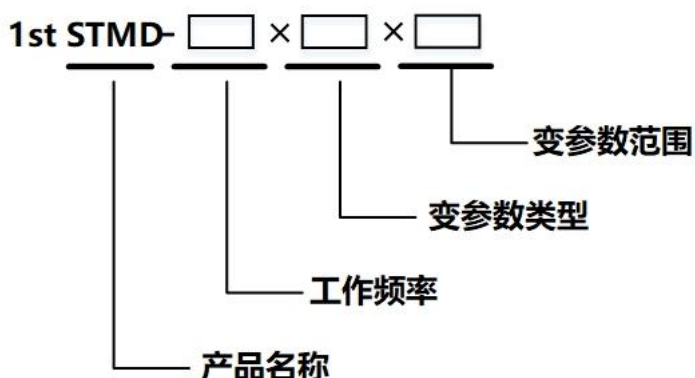 1st STMD- □ × □ × □
变参数范围
变参数类型
工作频率
产品名称